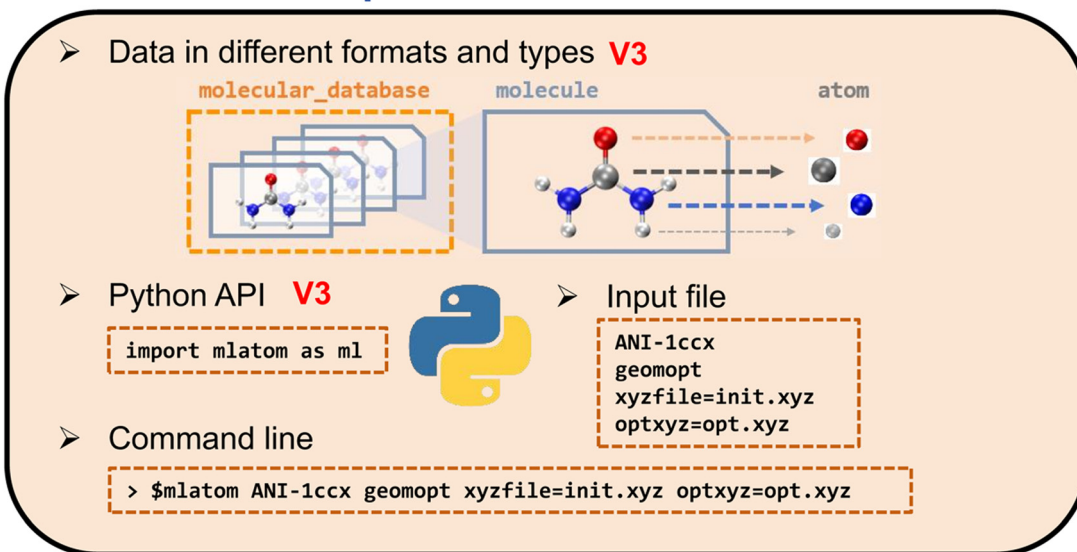 Data in different formats and types V3
molecular_database molecule atom
Python API V3
import mlatom as ml
Input file
ANI-1ccx
geomopt
xyzfile=init.xyz
optxyz=opt.xyz
Command line
> $mlatom ANI-1ccx geomopt xyzfile=init.xyz optxyz=opt.xyz